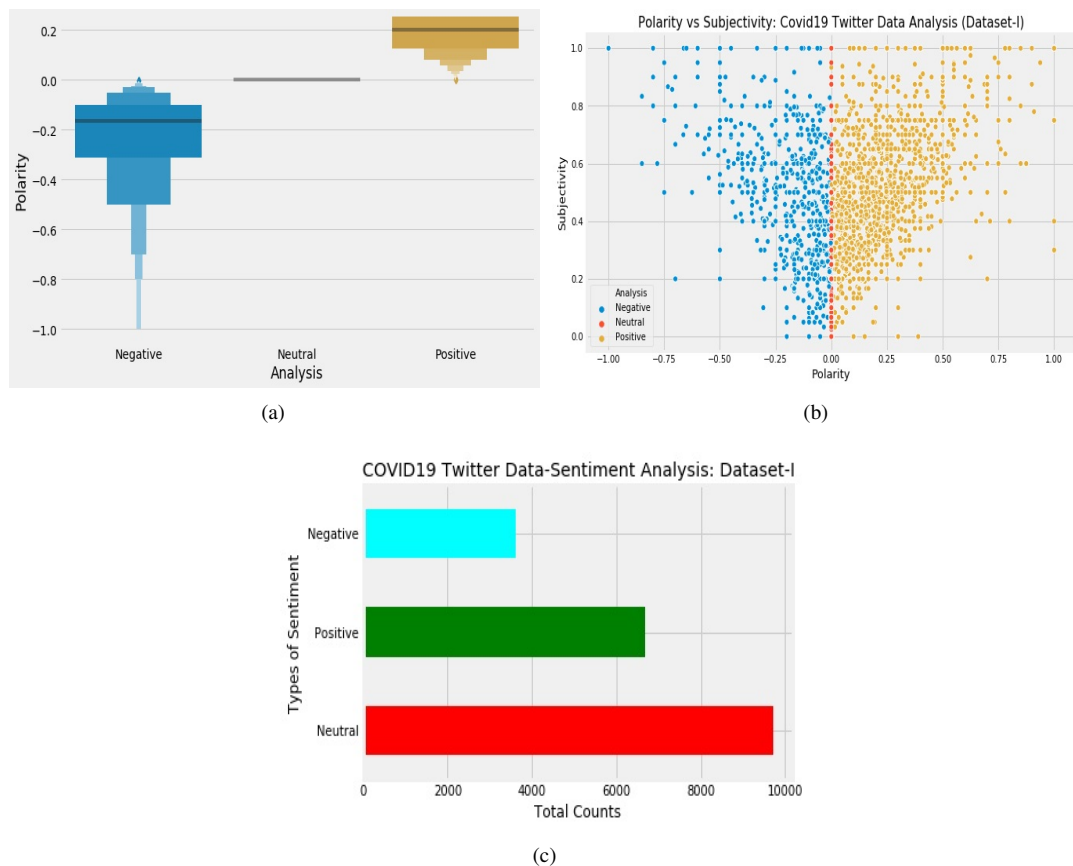 0.2
0.0
−0.2
−0.4
−0.6
−0.8
−1.0
Polarity
Negative Neutral Positive
Analysis
(a)
Polarity vs Subjectivity: Covid19 Twitter Data Analysis (Dataset-I)
1.0
0.8
0.6
0.4
0.2
0.0
Subjectivity
Analysis
Negative
Neutral
Positive
−1.00 −0.75 −0.50 −0.25 0.00 0.25 0.50 0.75 1.00
Polarity
(b)
COVID19 Twitter Data-Sentiment Analysis: Dataset-I
Types of Sentiment
Negative
Positive
Neutral
0 2000 4000 6000 8000 10000
Total Counts
(c)